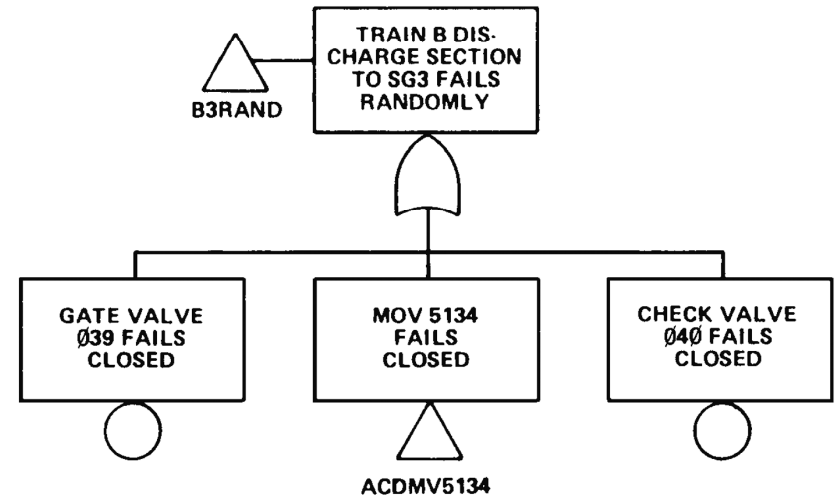 TRAIN B DIS-
CHARGE SECTION
TO SG3 FAILS
RANDOMLY
B3RAND
GATE VALVE
Ø39 FAILS
CLOSED
MOV 5134
FAILS
CLOSED
CHECK VALVE
Ø4Ø FAILS
CLOSED
ACDMV5134